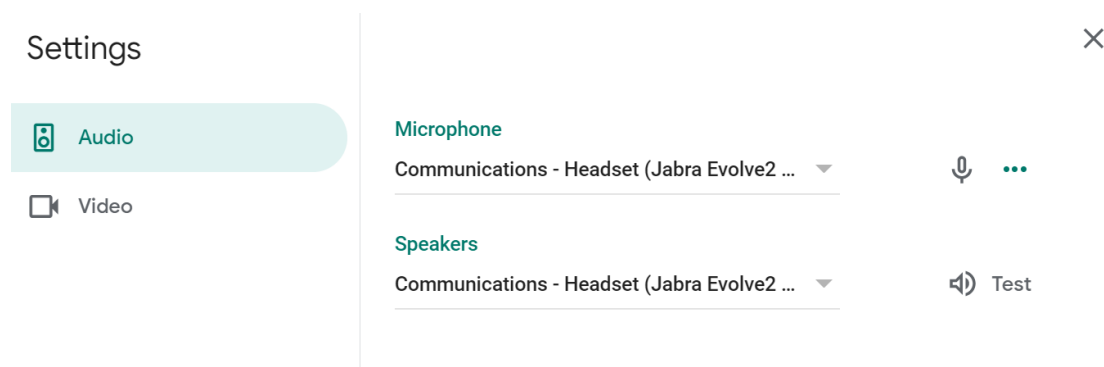 Settings
Audio
Video
Microphone
Communications - Headset (Jabra Evolve2 ...
Speakers
Communications - Headset (Jabra Evolve2 ...
Test